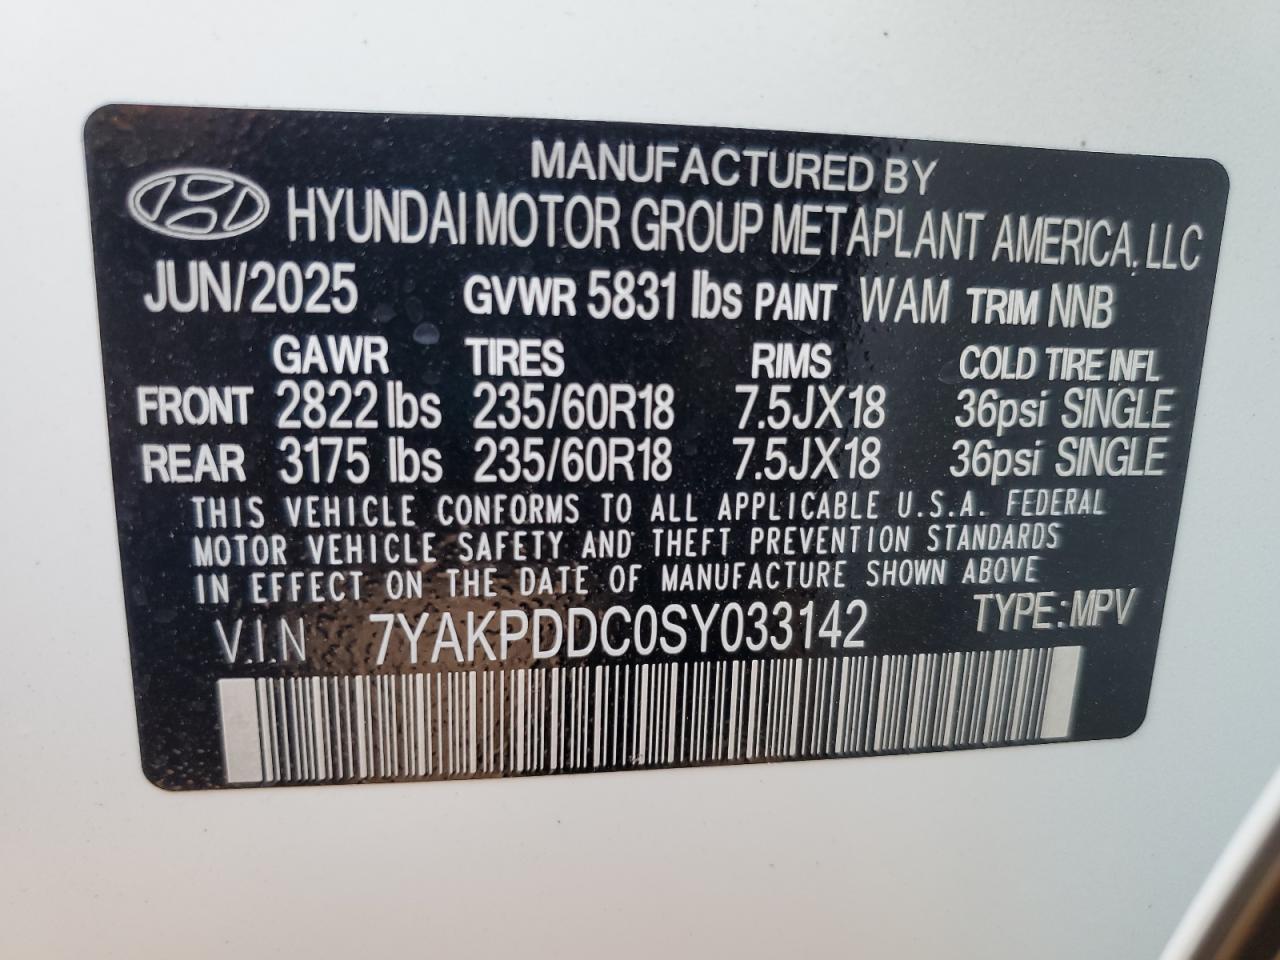 MANUFACTURED BY
HYUNDAI MOTOR GROUP METAPLANT AMERICA, LLC
JUN/2025 GVWR 5831 lbs PAINT WAM TRIM NNB
GAWR TIRES RIMS COLD TIRE INFL
FRONT 2822 lbs 235/60R18 7.5JX18 36psi SINGLE
REAR 3175 lbs 235/60R18 7.5JX18 36psi SINGLE
THIS VEHICLE CONFORMS TO ALL APPLICABLE U.S.A. FEDERAL
MOTOR VEHICLE SAFETY AND THEFT PREVENTION STANDARDS
IN EFFECT ON THE DATE OF MANUFACTURE SHOWN ABOVE
V.I.N 7YAKPDDC0SY033142 TYPE: MPV